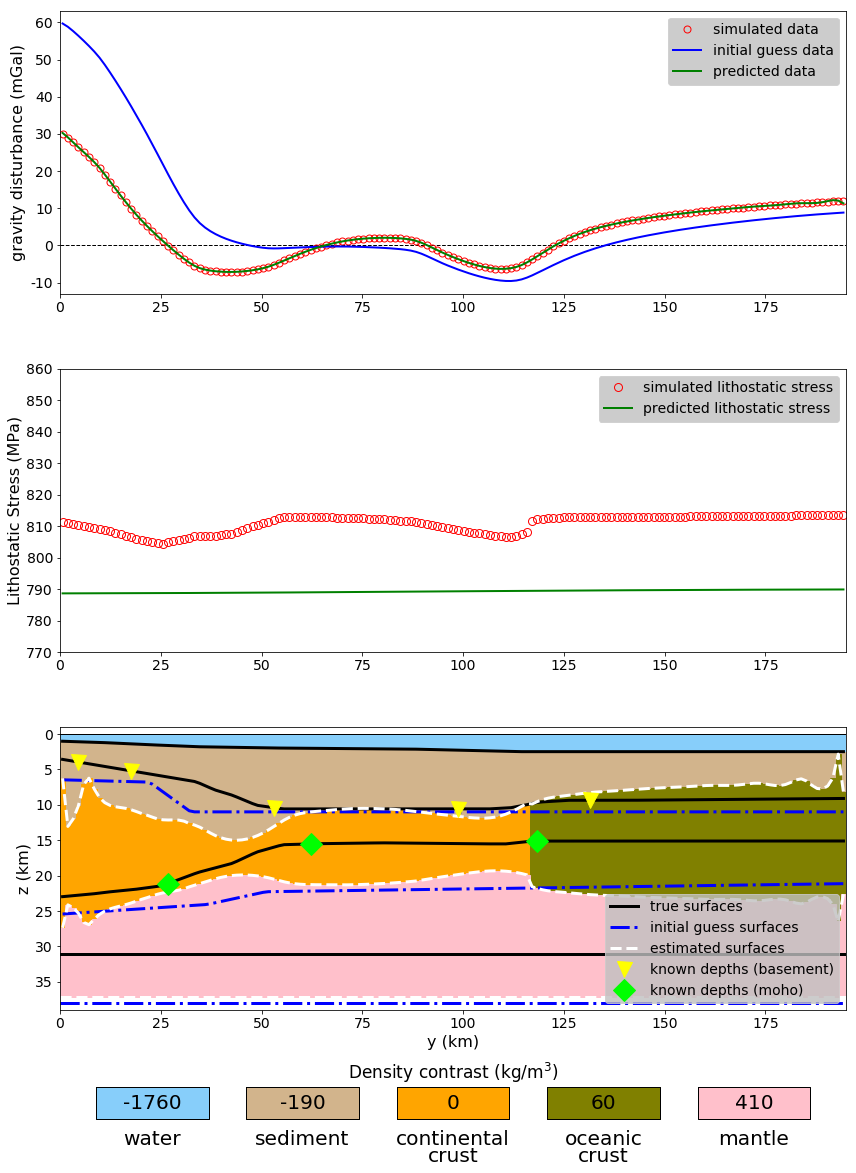 gravity disturbance (mGal)
60
50
40
30
20
10
0
-10
0 25 50 75 100 125 150 175
simulated data
initial guess data
predicted data
Lithostatic Stress (MPa)
860
850
840
830
820
810
800
790
780
770
0 25 50 75 100 125 150 175
simulated lithostatic stress
predicted lithostatic stress
z (km)
0
5
10
15
20
25
30
35
0 25 50 75 100 125 150 175
y (km)
true surfaces
initial guess surfaces
estimated surfaces
known depths (basement)
known depths (moho)
Density contrast (kg/m³)
-1760 -190 0 60 410
water sediment continental oceanic mantle
crust crust